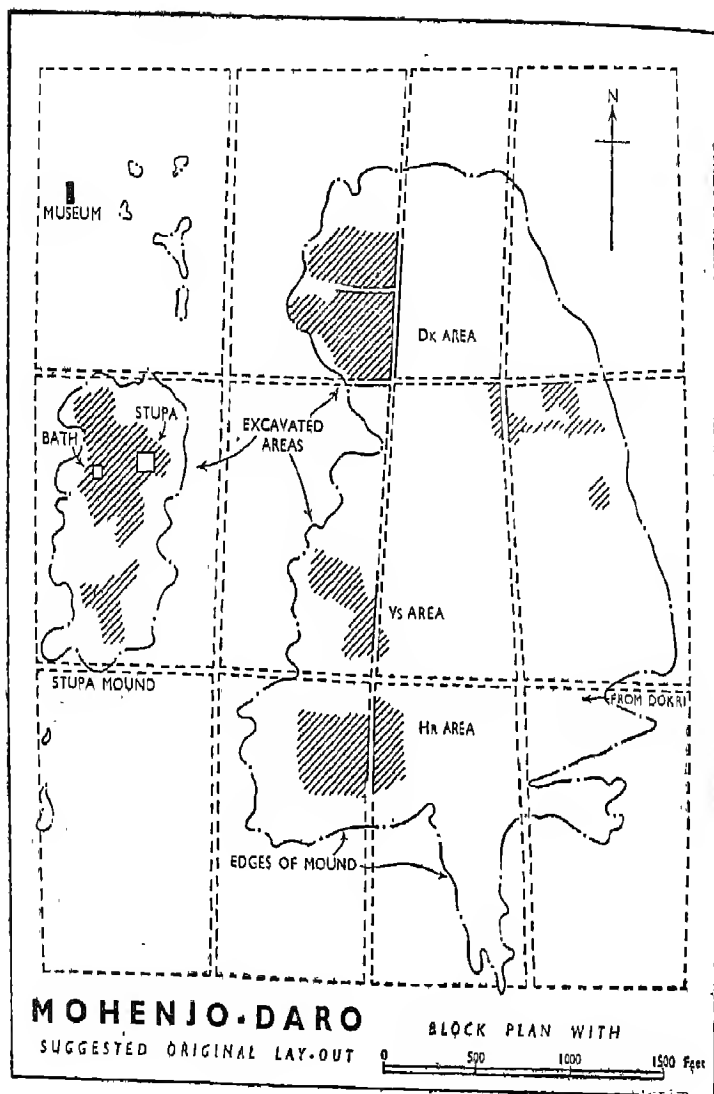 N
MUSEUM
Dk AREA
STUPA
BATH
EXCAVATED
AREAS
Vs AREA
STUPA MOUND
(FROM DOKRI
HR AREA
EDGES OF MOUND
MOHENJO-DARO
BLOCK PLAN WITH
SUGGESTED ORIGINAL LAY-OUT
0 500 1000 1500 Feet